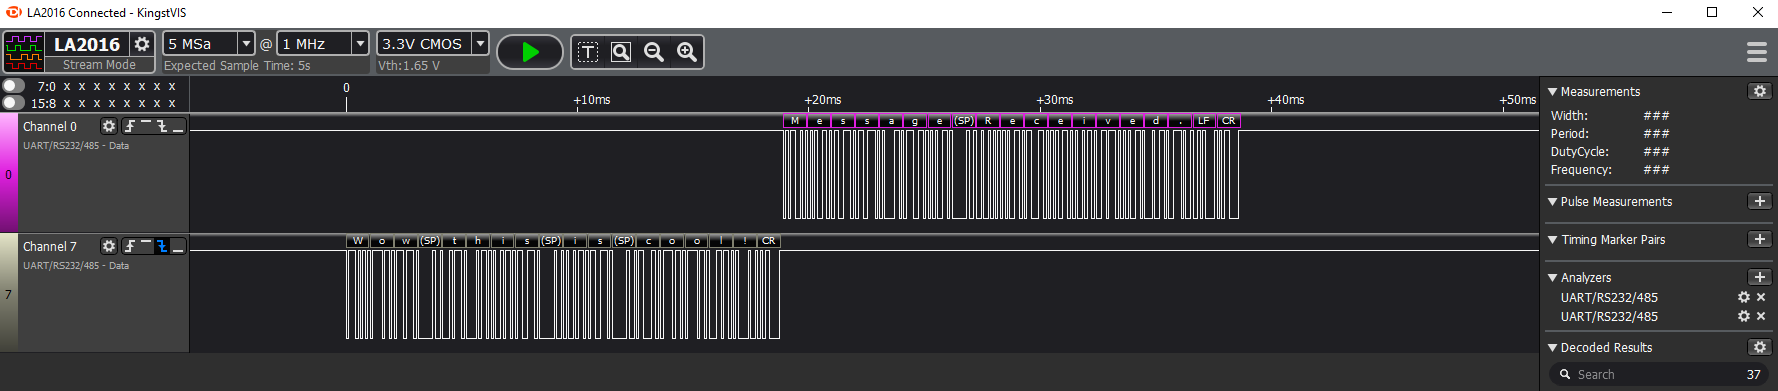 LA2016 Connected - KingstVIS
LA2016
Stream Mode
5 MSa @ 1 MHz
Expected Sample Time: 5s
3.3V CMOS
Vth:1.65 V
T
7:0 x x x x x x x x
15:8 x x x x x x x x
0 +10ms +20ms +30ms +40ms +50ms
0
Channel 0
UART/RS232/485 - Data
M e s s a g e (SP) R e c e i v e d . LF CR
7
Channel 7
UART/RS232/485 - Data
W o w (SP) t h i s (SP) i s (SP) c o o l ! CR
Measurements
Width: ###
Period: ###
DutyCycle: ###
Frequency: ###
Pulse Measurements
Timing Marker Pairs
Analyzers
UART/RS232/485
UART/RS232/485
Decoded Results
Search 37